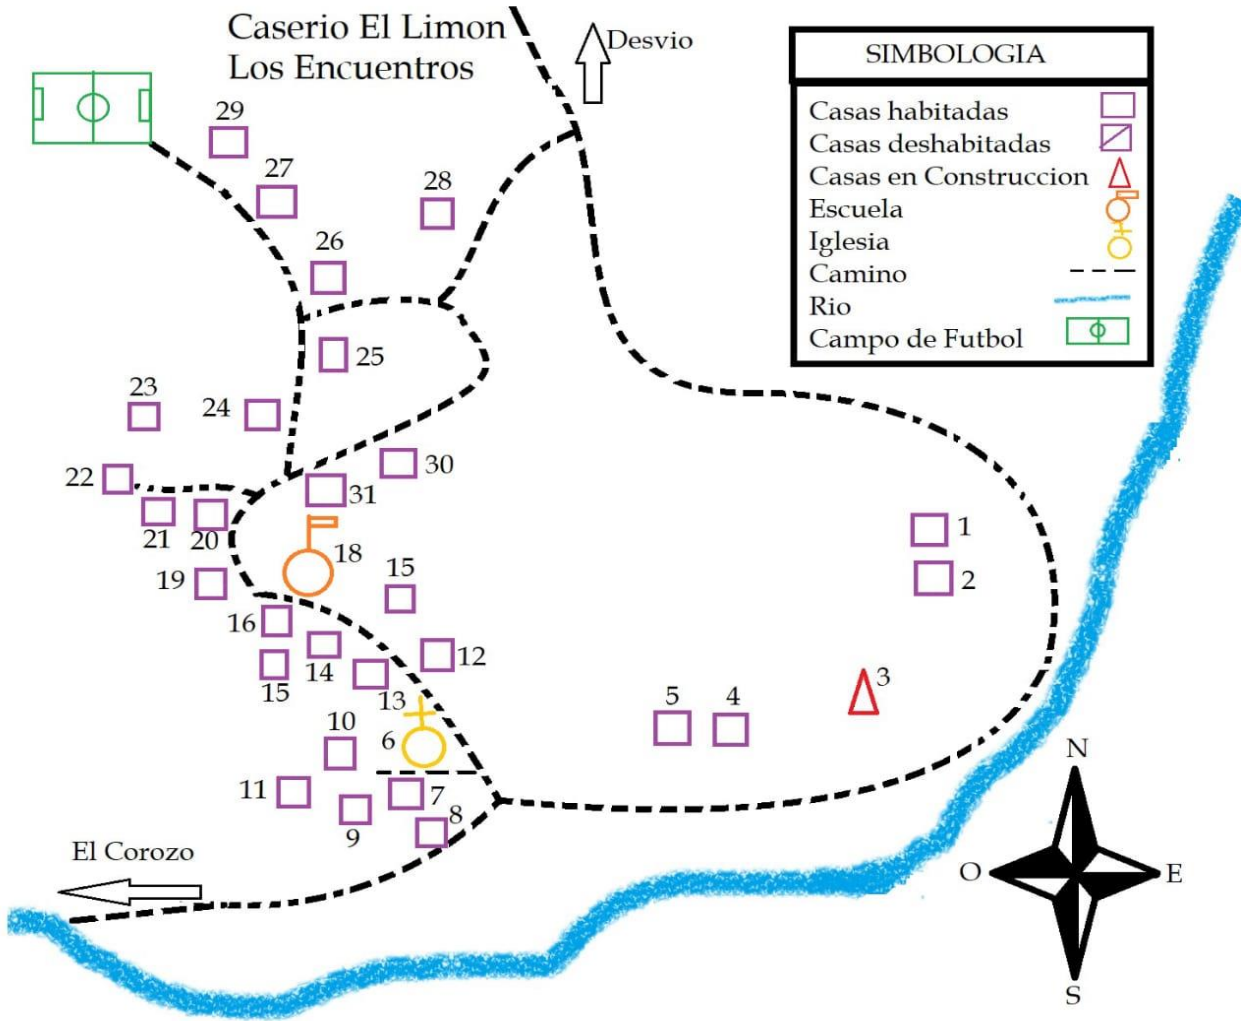 Caserio El Limon
Los Encuentros
Desvio
SIMBOLOGIA
Casas habitadas
Casas deshabitadas
Casas en Construccion
Escuela
Iglesia
Camino
Rio
Campo de Futbol
29
27
28
26
25
23
24
30
22
31
21
20
18
1
19
15
2
16
14
12
15
13
3
5
4
10
6
11
7
9
8
El Corozo
N
O
E
S